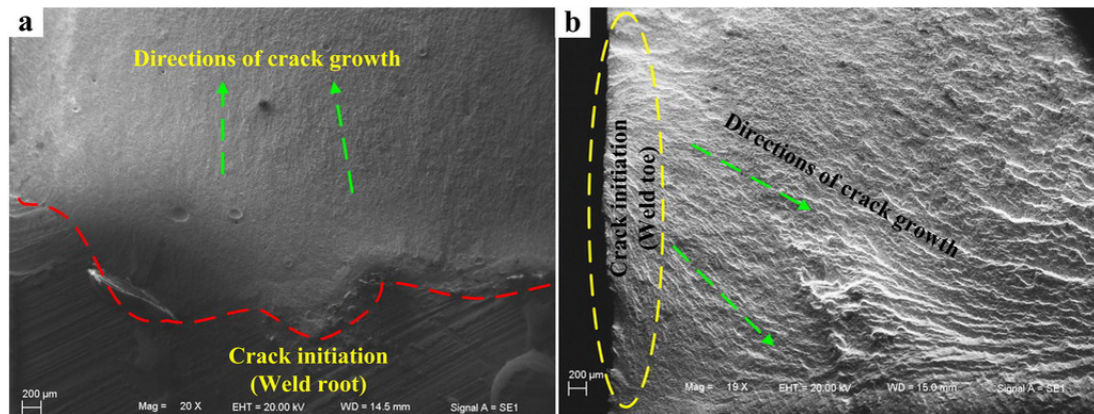 a
Directions of crack growth
Crack initiation
(Weld root)
200 µm
Mag = 20 X EHT = 20.00 kV WD = 14.5 mm Signal A = SE1
b
Crack initiation
(Weld toe)
Directions of crack growth
200 µm
Mag = 19 X EHT = 20.00 kV WD = 15.0 mm Signal A = SE1